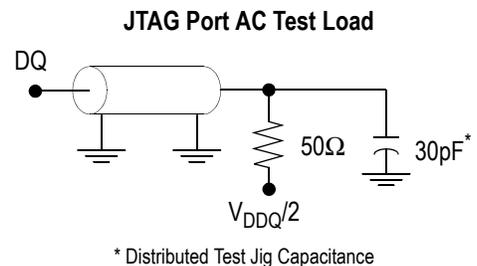 JTAG Port AC Test Load
DQ
50Ω
30pF*
VDDQ/2
* Distributed Test Jig Capacitance